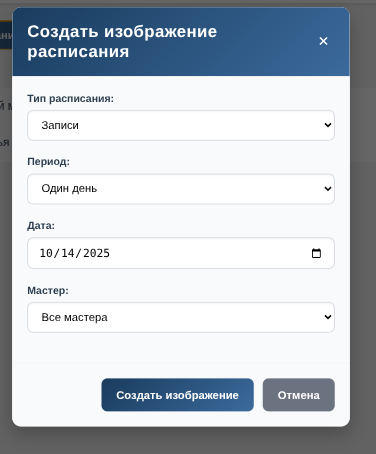 Создать изображение
расписания
×
Тип расписания:
Записи
Период:
Один день
Дата:
10/14/2025
Мастер:
Все мастера
Создать изображение
Отмена